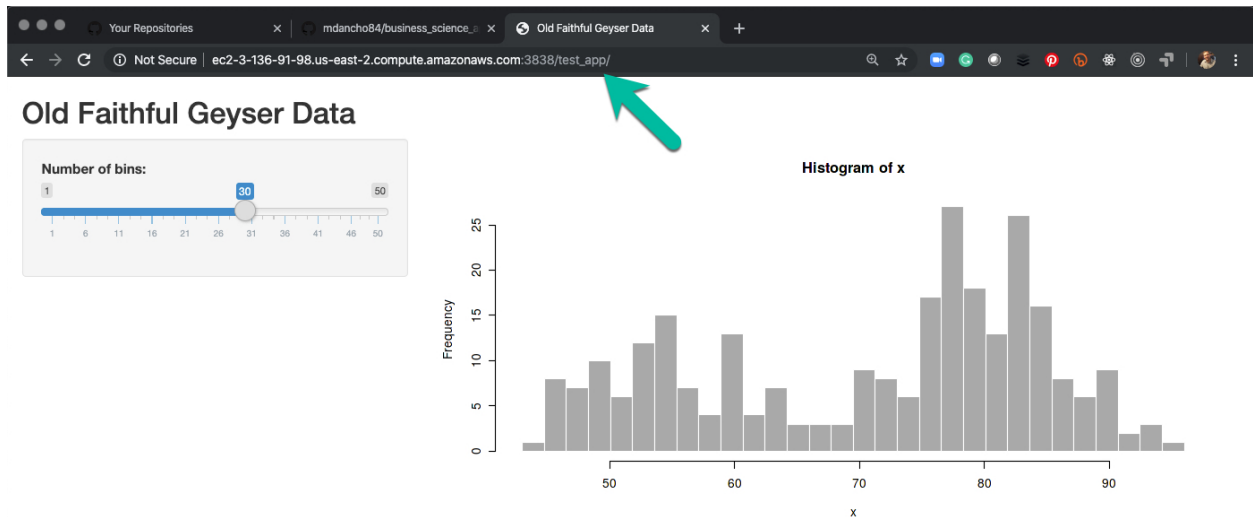 Your Repositories
mdancho84/business_science_a
Old Faithful Geyser Data
Not Secure
ec2-3-136-91-98.us-east-2.compute.amazonaws.com:3838/test_app/
Old Faithful Geyser Data
Number of bins:
1 30 50
1 6 11 16 21 26 31 36 41 46 50
Histogram of x
Frequency
25
20
15
10
5
0
50 60 70 80 90
x